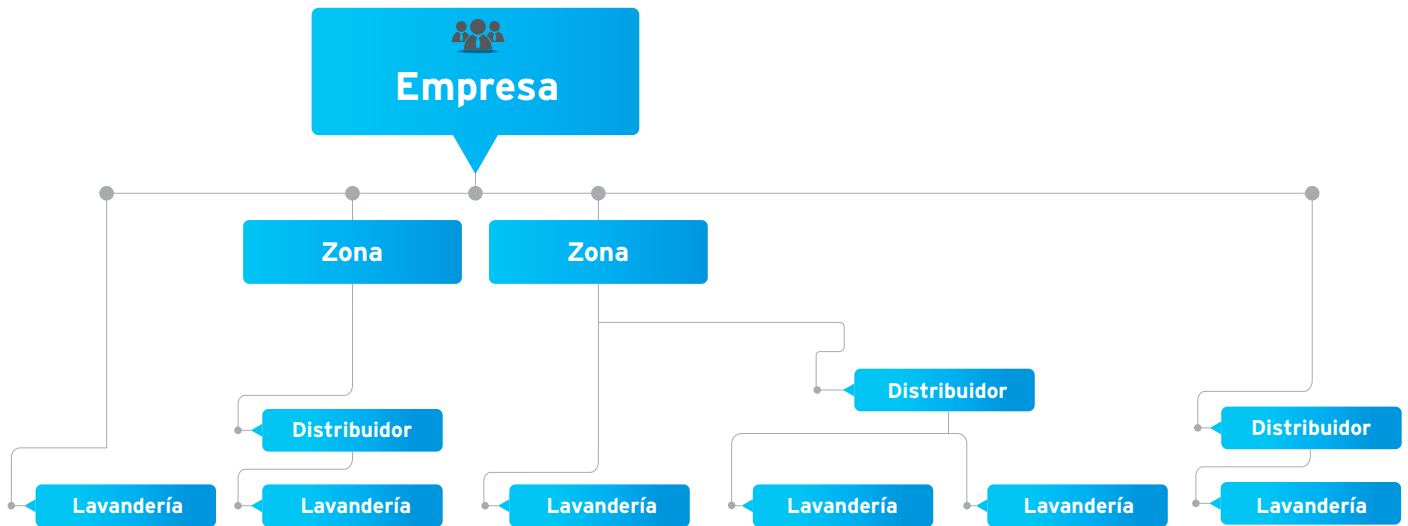 Empresa
Zona
Zona
Distribuidor
Distribuidor
Distribuidor
Lavandería
Lavandería
Lavandería
Lavandería
Lavandería
Lavandería